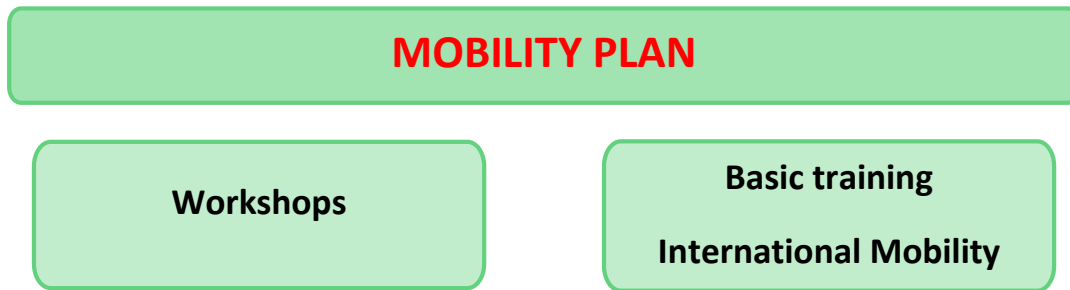 MOBILITY PLAN
Workshops
Basic training
International Mobility